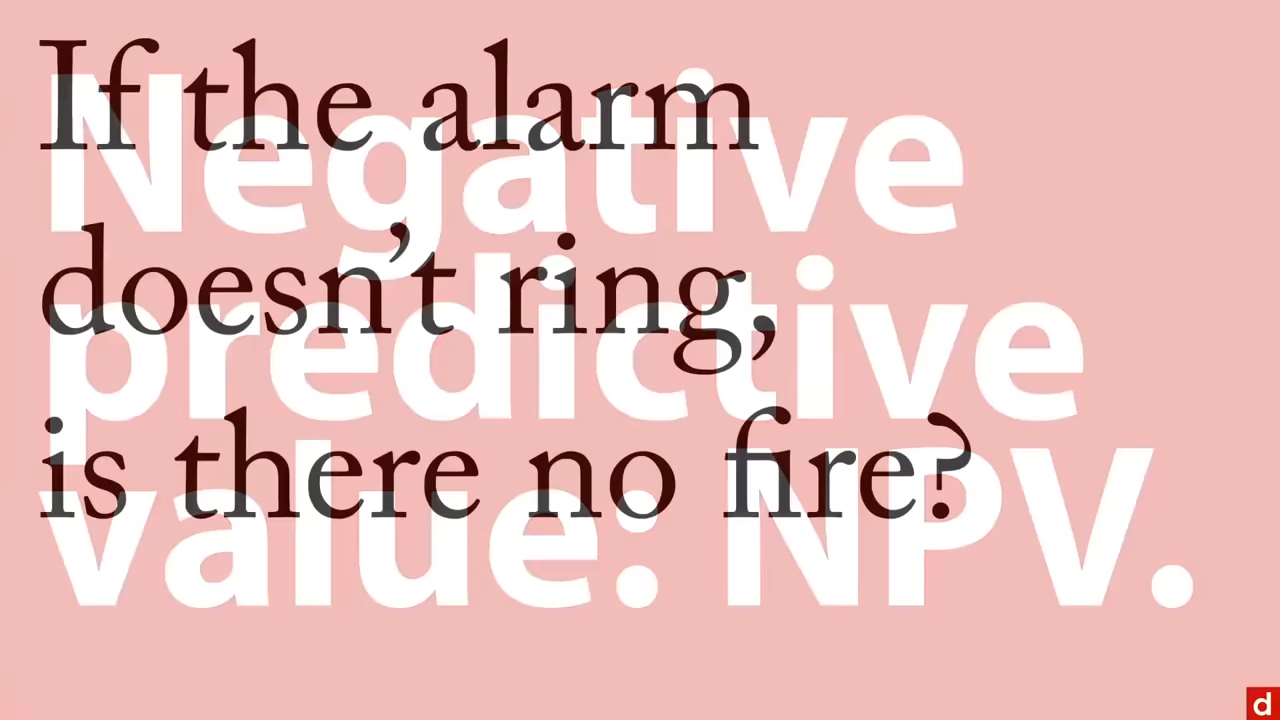 If the alarm
doesn’t ring,
is there no fire?
Negative
predictive
value: NPV.
d